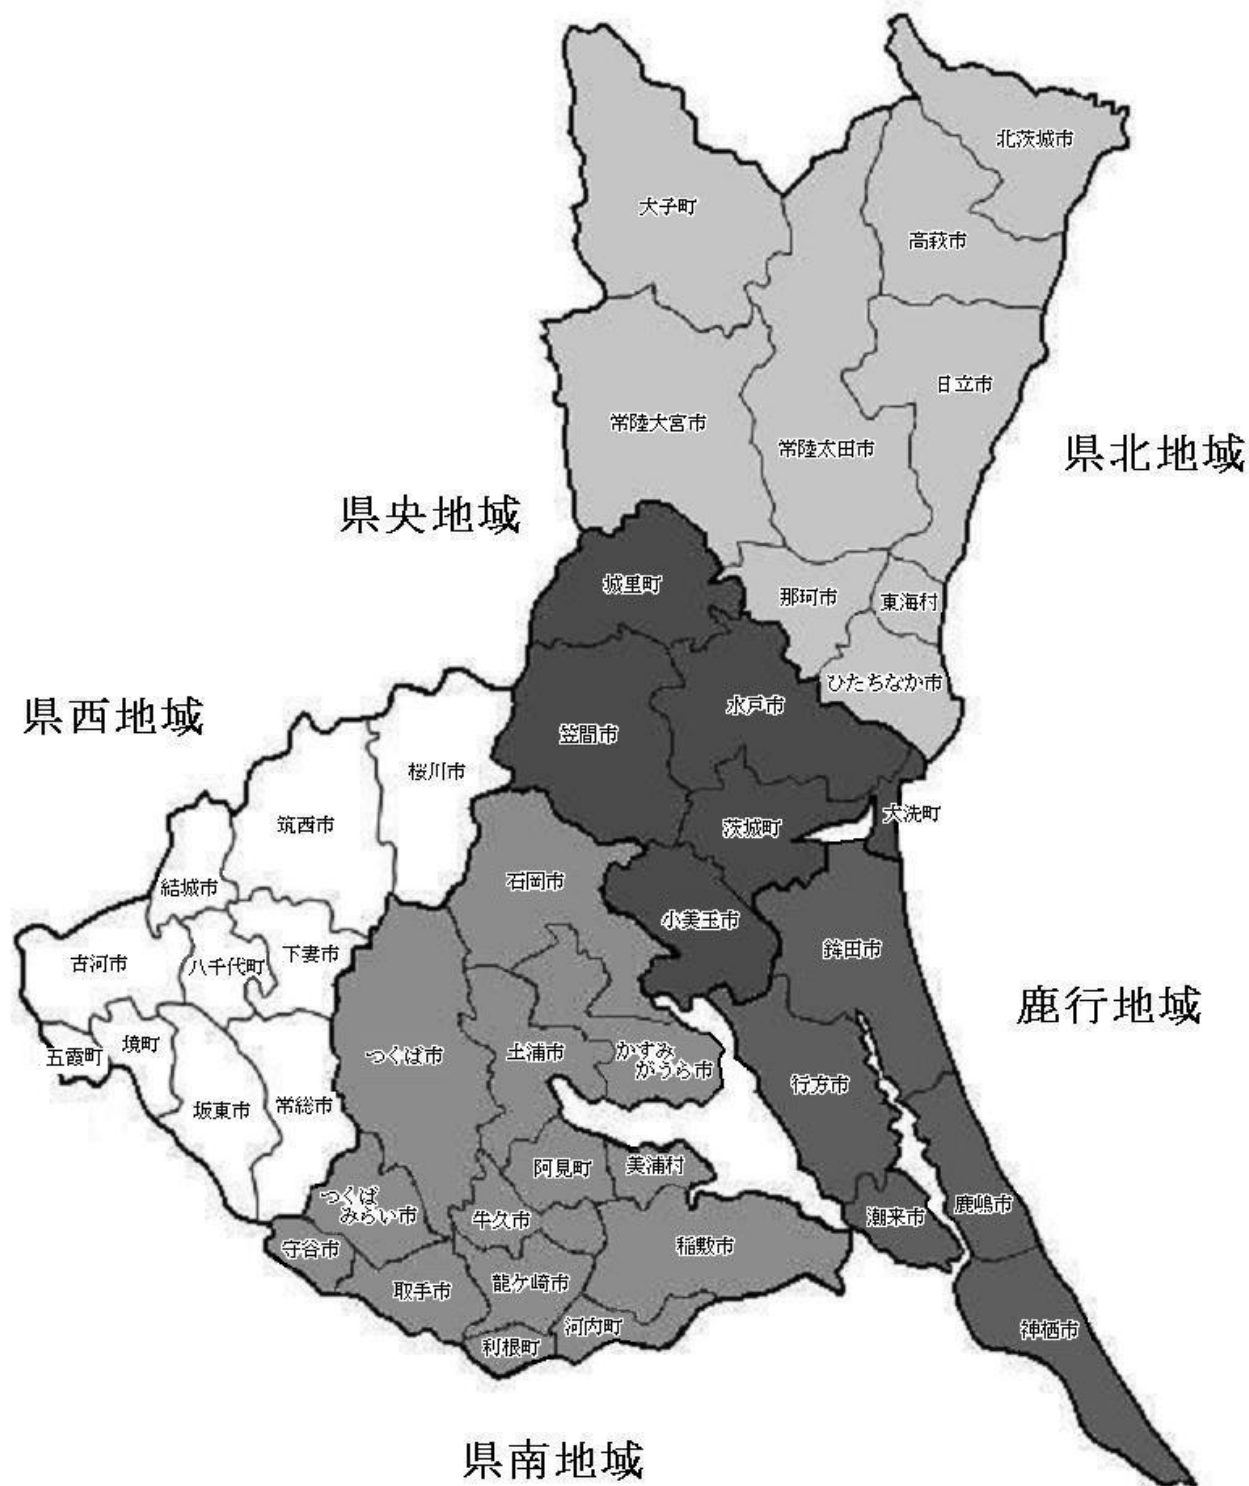 北茨城市
大子町
高萩市
日立市
常陸大宮市
常陸太田市
県北地域
県央地域
城里町
那珂市
東海村
ひたちなか市
県西地域
水戸市
笠間市
桜川市
大洗町
筑西市
茨城町
石岡市
結城市
小美玉市
鉾田市
下妻市
古河市
八千代町
鹿行地域
境町
五霞町
つくば市
土浦市
かすみ
がうら市
行方市
坂東市
常総市
阿見町
美浦村
つくば
みらい市
鹿嶋市
潮来市
牛久市
守谷市
稲敷市
取手市
龍ケ崎市
河内町
神栖市
利根町
県南地域